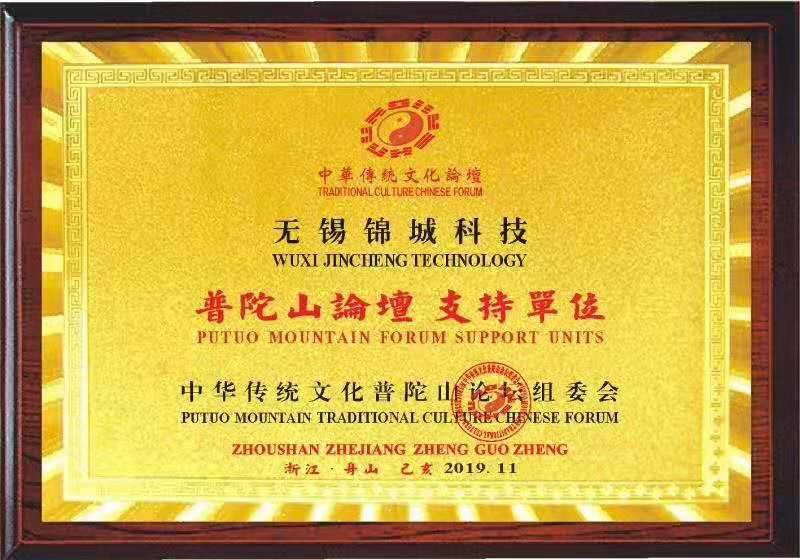 中華傳統文化論壇
TRADITIONAL CULTURE CHINESE FORUM
无锡锦城科技
WUXI JINCHENG TECHNOLOGY
普陀山論壇 支持單位
PUTUO MOUNTAIN FORUM SUPPORT UNITS
中华传统文化普陀山论坛组委会
PUTUO MOUNTAIN TRADITIONAL CULTURE CHINESE FORUM
ZHOUSHAN ZHEJIANG ZHENG GUO ZHENG
浙江·舟山 己亥 2019.11